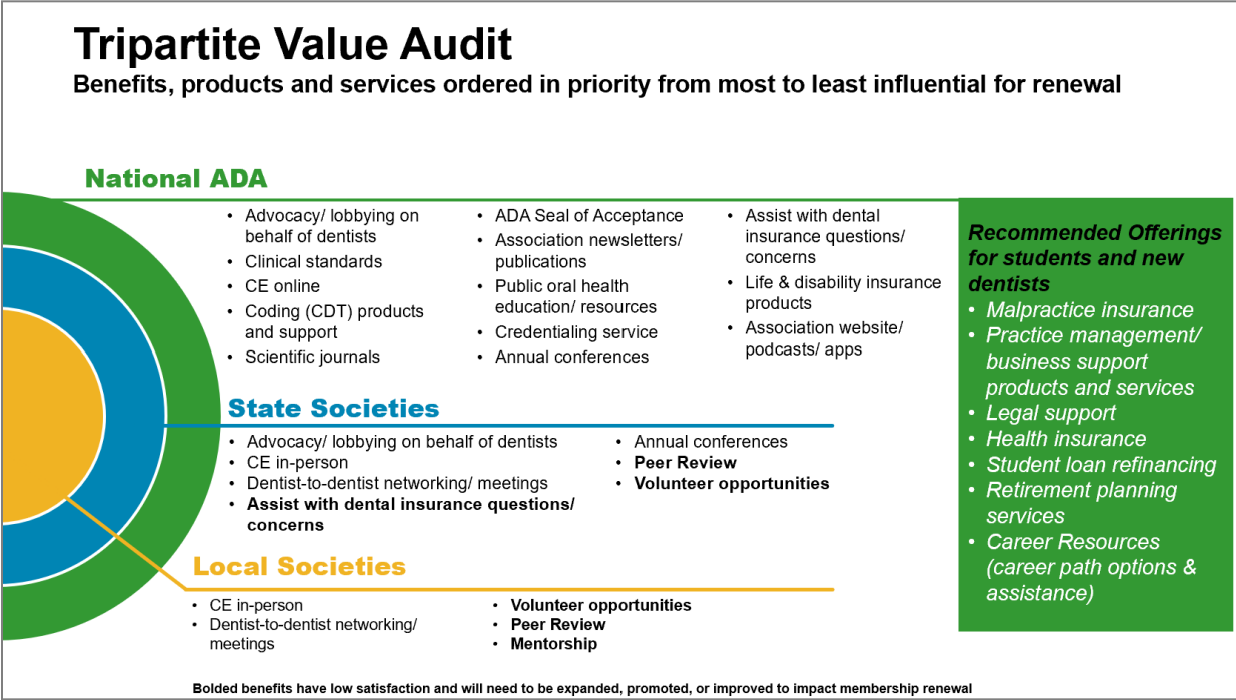 Tripartite Value Audit
Benefits, products and services ordered in priority from most to least influential for renewal
National ADA
• Advocacy/ lobbying on
behalf of dentists
• Clinical standards
• CE online
• Coding (CDT) products
and support
• Scientific journals
• ADA Seal of Acceptance
• Association newsletters/
publications
• Public oral health
education/ resources
• Credentialing service
• Annual conferences
• Assist with dental
insurance questions/
concerns
• Life & disability insurance
products
• Association website/
podcasts/ apps
Recommended Offerings
for students and new
dentists
• Malpractice insurance
• Practice management/
business support
products and services
• Legal support
• Health insurance
• Student loan refinancing
• Retirement planning
services
• Career Resources
(career path options &
assistance)
State Societies
• Advocacy/ lobbying on behalf of dentists
• CE in-person
• Dentist-to-dentist networking/ meetings
• Assist with dental insurance questions/
concerns
• Annual conferences
• Peer Review
• Volunteer opportunities
Local Societies
• CE in-person
• Dentist-to-dentist networking/
meetings
• Volunteer opportunities
• Peer Review
• Mentorship
Bolded benefits have low satisfaction and will need to be expanded, promoted, or improved to impact membership renewal